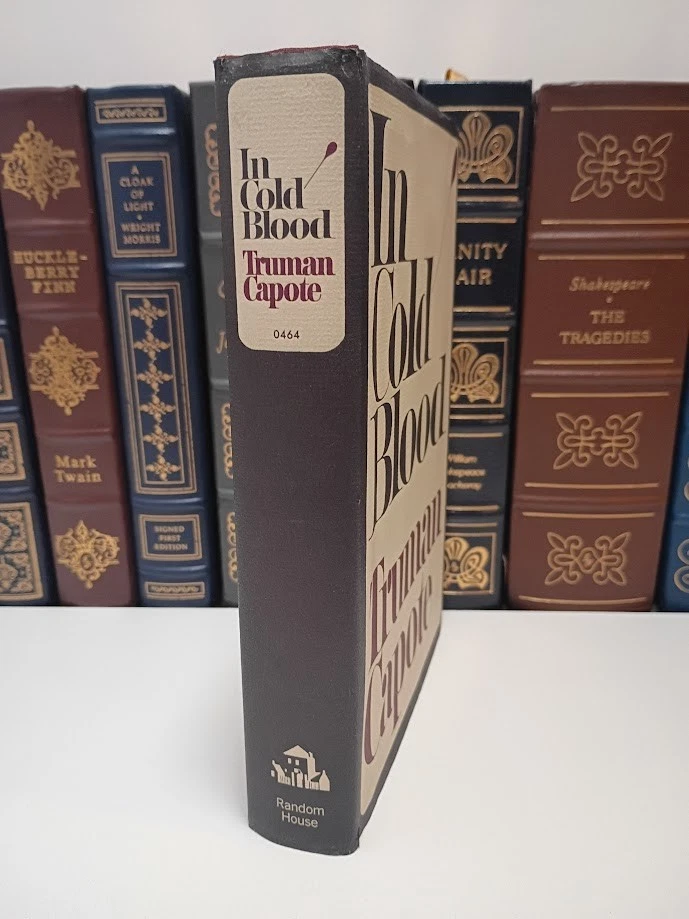 In
Cold
Blood
Truman
Capote
0464
Random
House
In
Cold
Blood
Truman
Capote
HUCKLE-
BERRY
FINN
Mark
Twain
A
CLOAK
OF
LIGHT
WRIGHT
MORRIS
SIGNED
FIRST
EDITION
NITY
AIR
William
Shakespeare
THE
TRAGEDIES